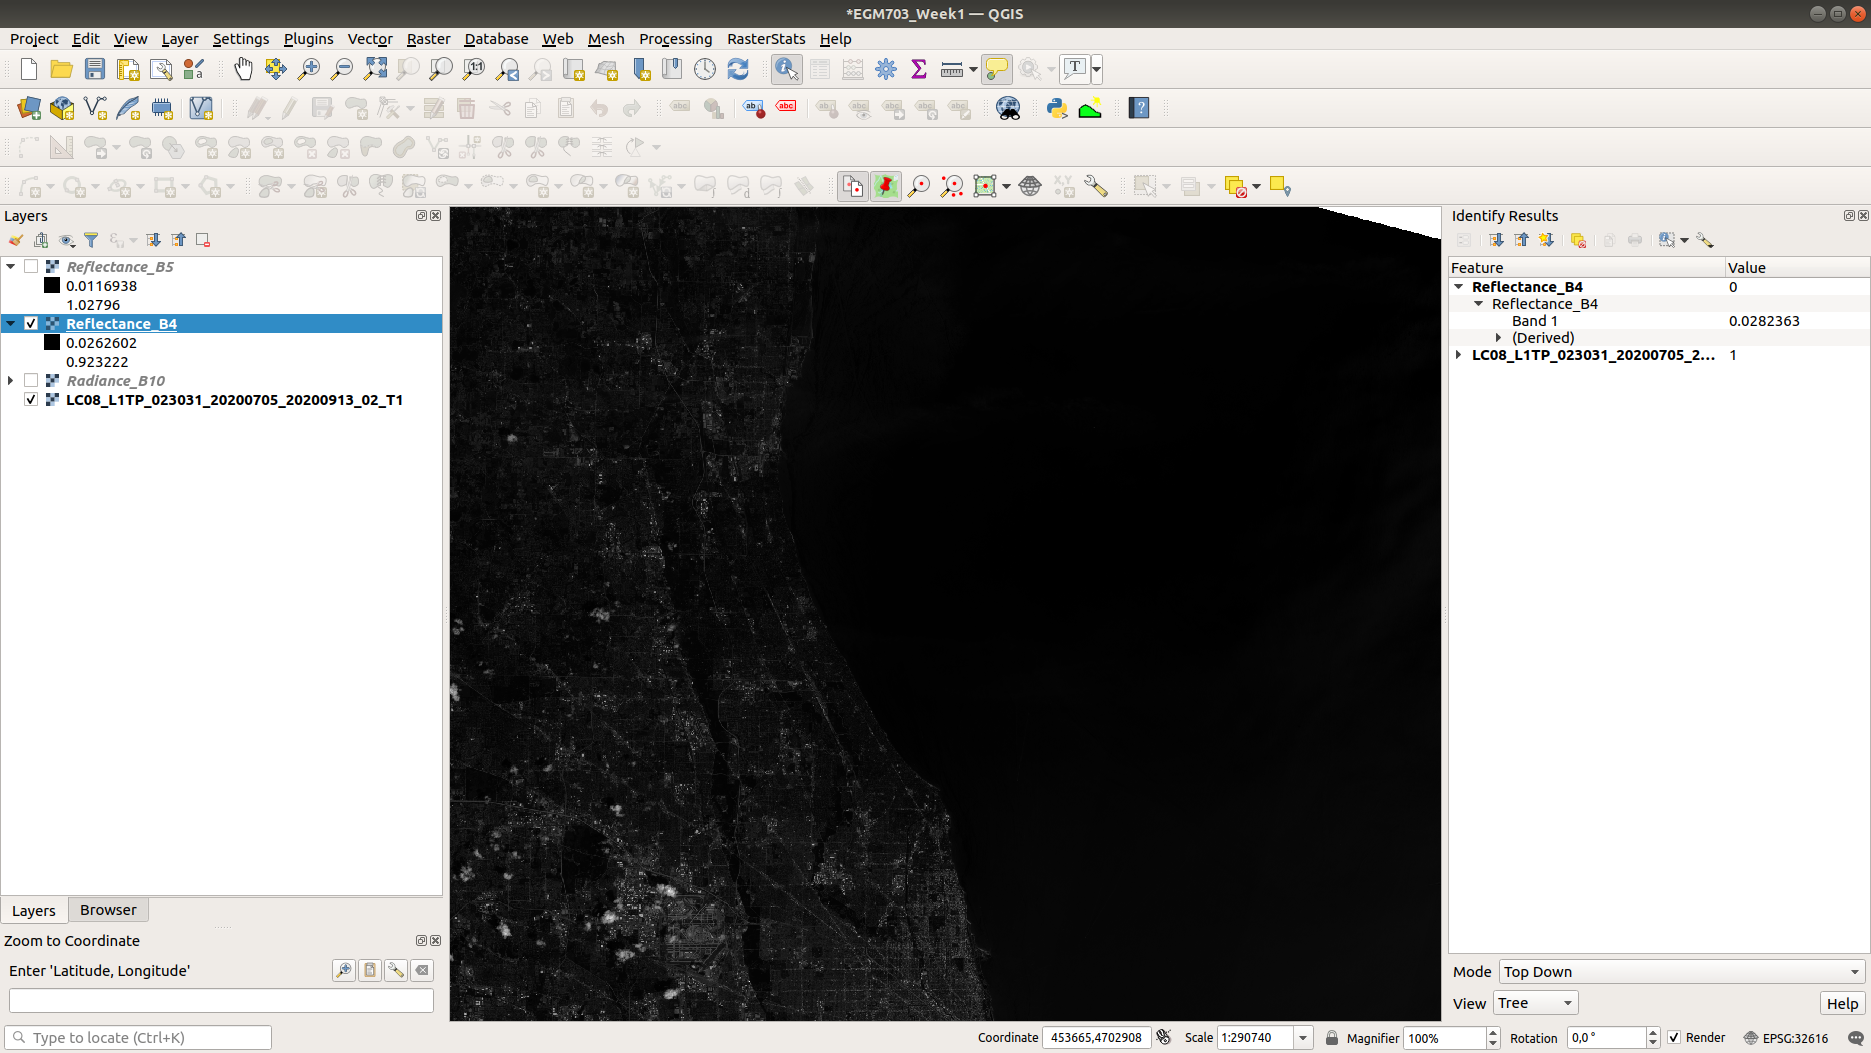 *EGM703_Week1 — QGIS
Project Edit View Layer Settings Plugins Vector Raster Database Web Mesh Processing RasterStats Help
Layers
Reflectance_B5
0.0116938
1.02796
Reflectance_B4
0.0262602
0.923222
Radiance_B10
LC08_L1TP_023031_20200705_20200913_02_T1
Layers Browser
Zoom to Coordinate
Enter 'Latitude, Longitude'
Type to locate (Ctrl+K)
Identify Results
Feature Value
Reflectance_B4 0
Reflectance_B4
Band 1 0.0282363
(Derived)
LC08_L1TP_023031_20200705_2... 1
Mode Top Down
View Tree Help
Coordinate 453665,4702908 Scale 1:290740 Magnifier 100% Rotation 0,0 ° Render EPSG:32616